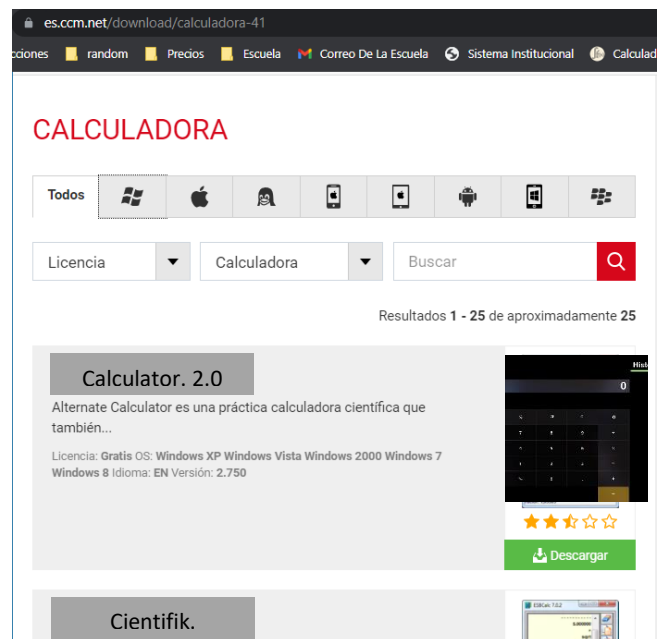 es.ccm.net/download/calculadora-41
cciones random Precios Escuela Correo De La Escuela Sistema Institucional Calculad
CALCULADORA
Todos
Licencia Calculadora Buscar
Resultados 1 - 25 de aproximadamente 25
Calculator. 2.0
Histo
0
Alternate Calculator es una práctica calculadora científica que
también...
Licencia: Gratis OS: Windows XP Windows Vista Windows 2000 Windows 7
Windows 8 Idioma: EN Versión: 2.750
Descargar
Cientifik.